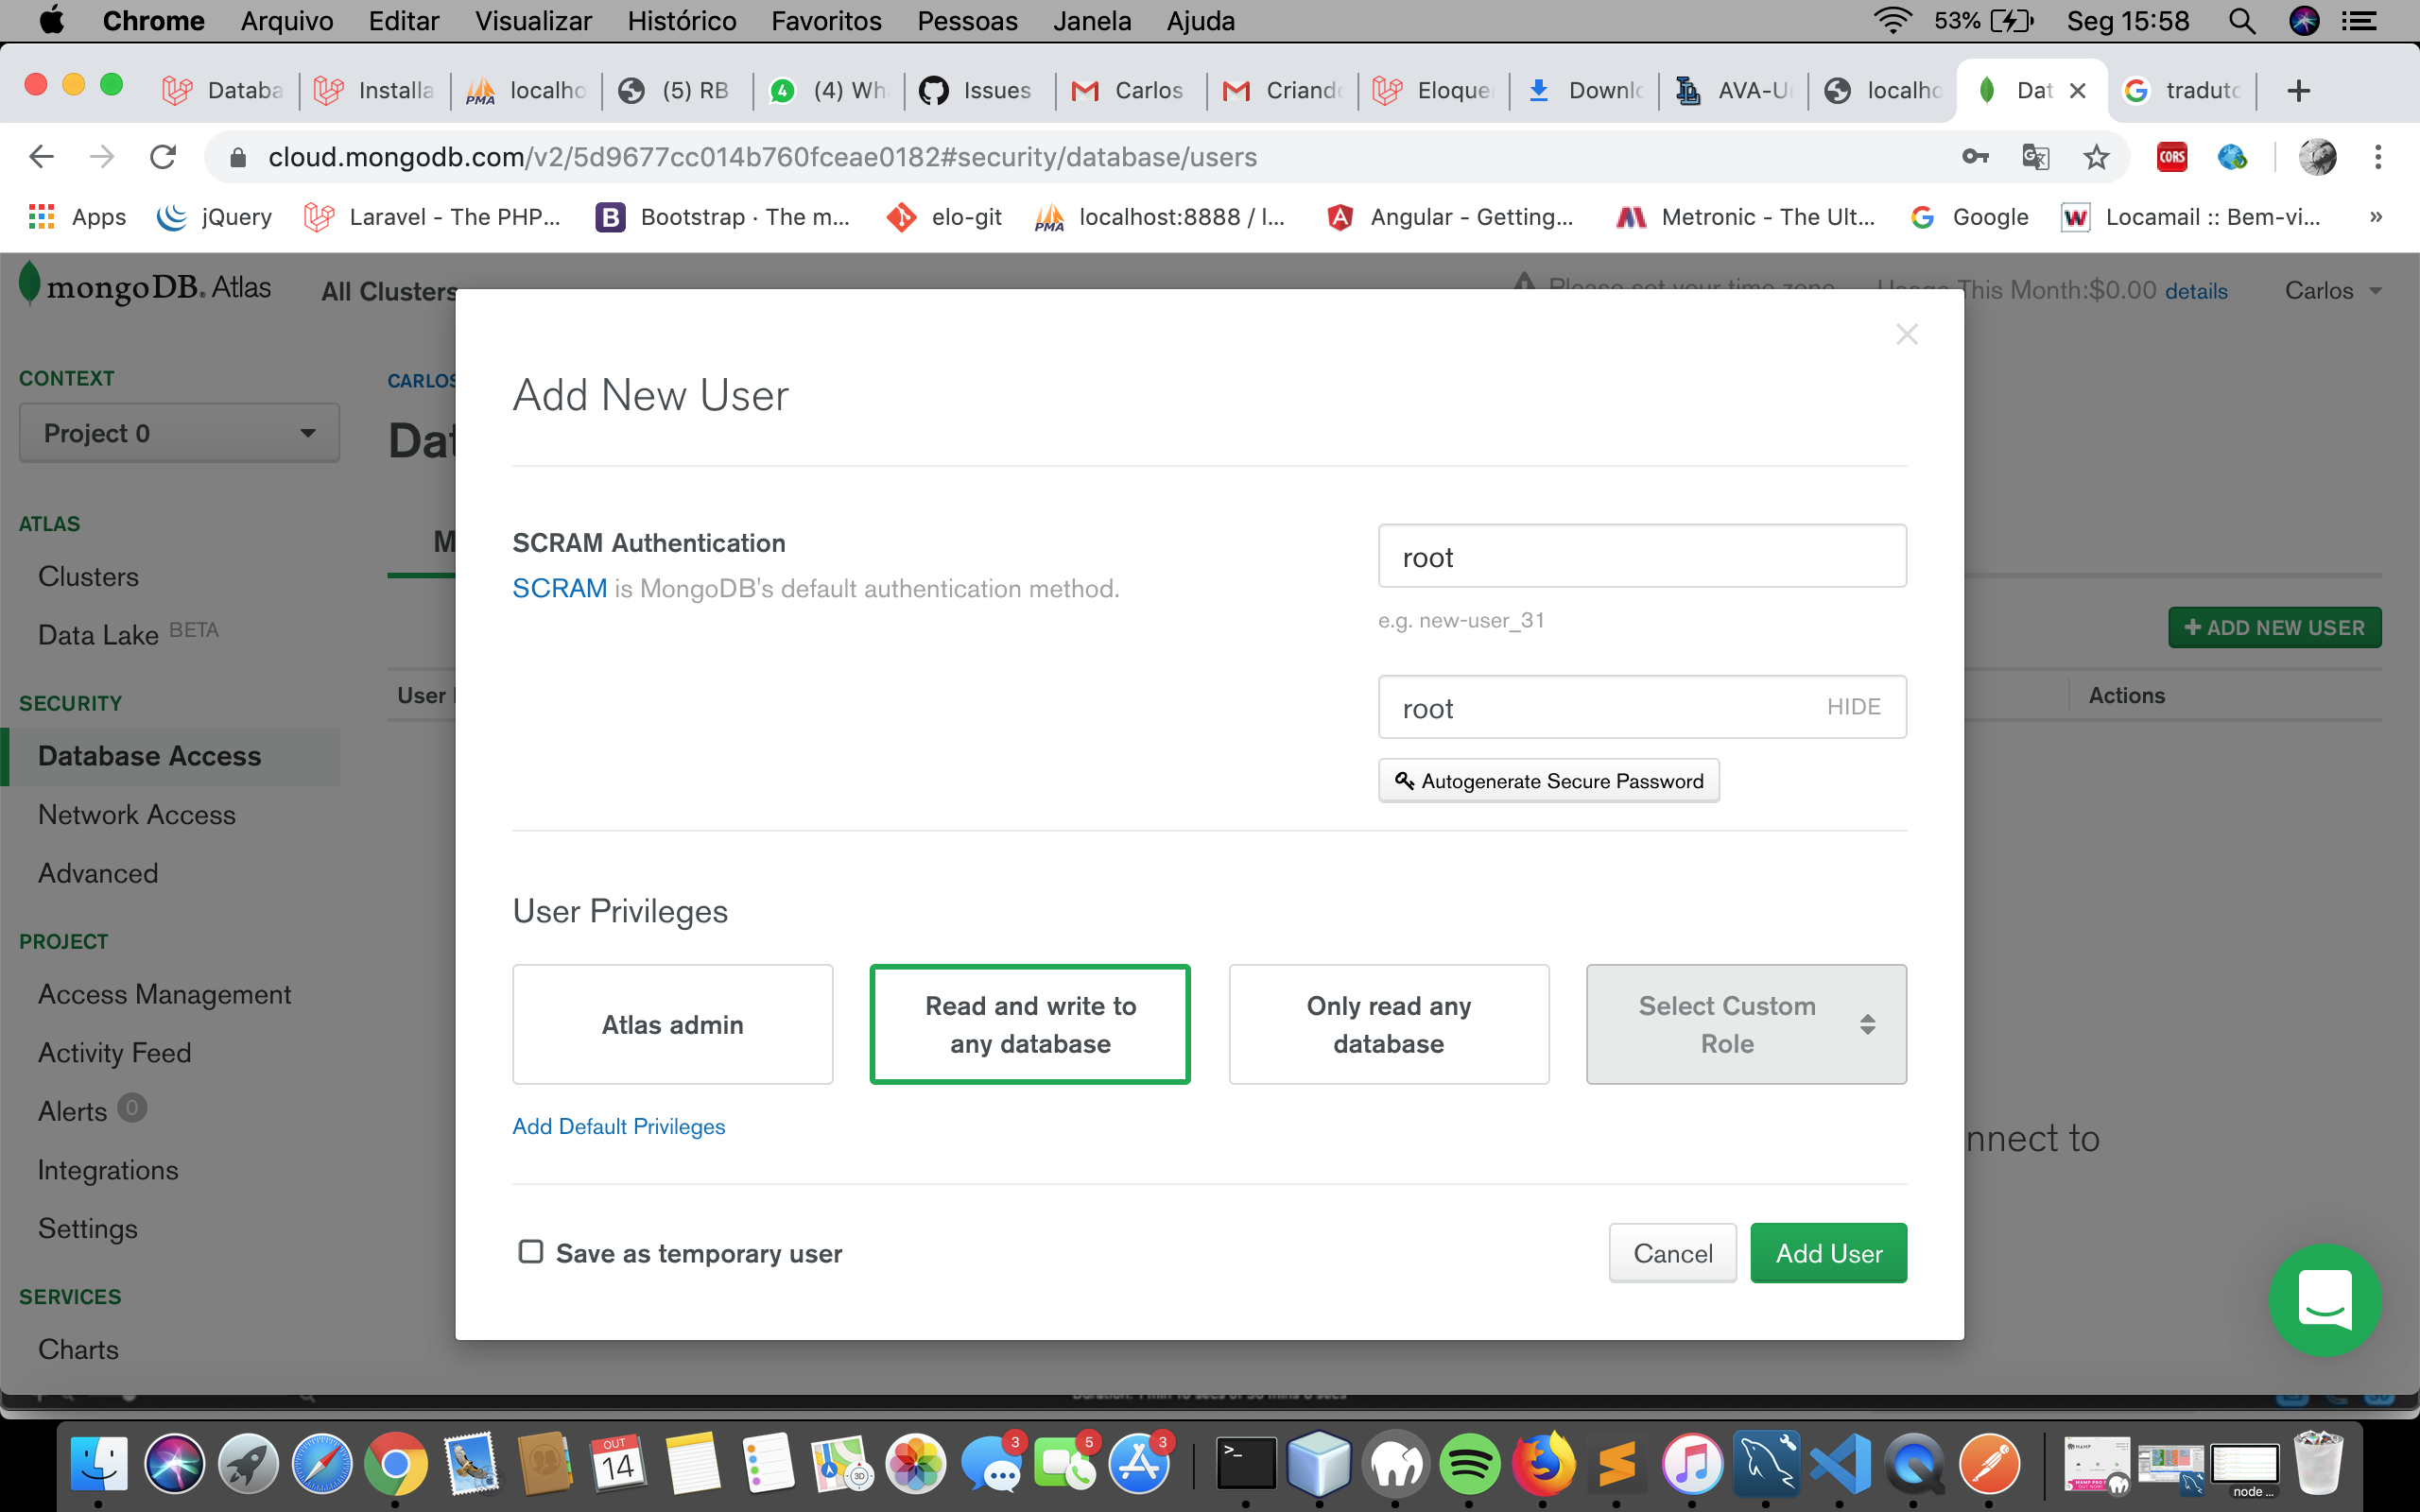 Chrome Arquivo Editar Visualizar Histórico Favoritos Pessoas Janela Ajuda 53% Seg 15:58
Databa Installa localho (5) RB (4) Wh Issues Carlos Criando Eloque Downlo AVA-U localho Dat traduto
cloud.mongodb.com/v2/5d9677cc014b760fceae0182#security/database/users CORS
Apps jQuery Laravel - The PHP... Bootstrap · The m... elo-git localhost:8888 / l... Angular - Getting... Metronic - The Ult... Google Locamail :: Bem-vi... »
mongoDB. Atlas All Clusters Please set your time zone Usage This Month:$0.00 details Carlos
CONTEXT
Project 0
CARLOS
Dat
ATLAS
Clusters
Data Lake BETA
SECURITY
Database Access
Network Access
Advanced
PROJECT
Access Management
Activity Feed
Alerts 0
Integrations
Settings
SERVICES
Charts
M
+ ADD NEW USER
User
Actions
nnect to
Add New User
SCRAM Authentication
SCRAM is MongoDB's default authentication method.
root
e.g. new-user_31
root HIDE
Autogenerate Secure Password
User Privileges
Atlas admin
Read and write to
any database
Only read any
database
Select Custom
Role
Add Default Privileges
Save as temporary user
Cancel Add User
OUT
14
3D
3
5
3
node ...